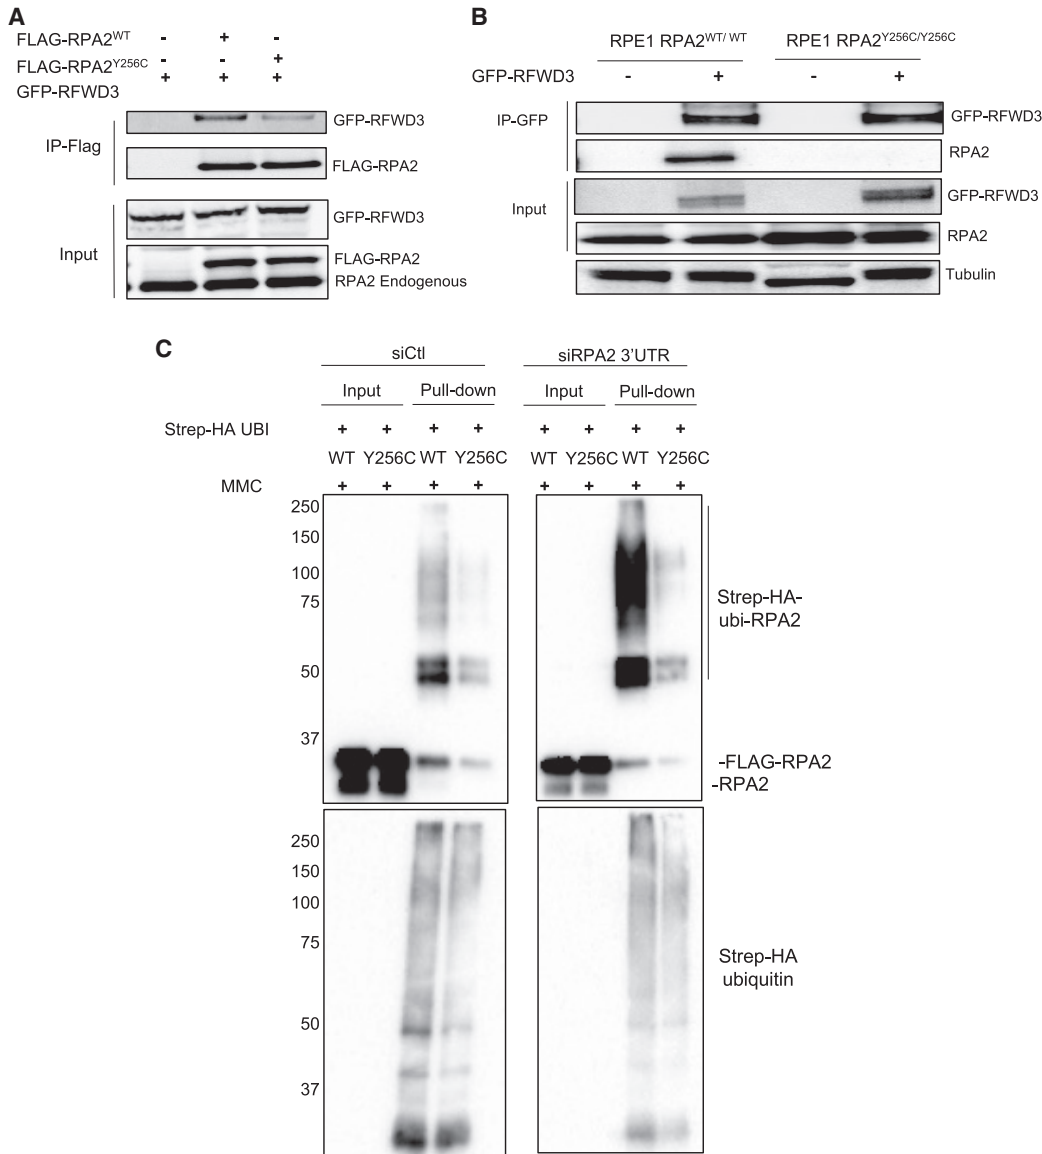 A
FLAG-RPA2WT - + -
FLAG-RPA2Y256C - - +
GFP-RFWD3 + + +
IP-Flag
GFP-RFWD3
FLAG-RPA2
Input
GFP-RFWD3
FLAG-RPA2
RPA2 Endogenous
B
RPE1 RPA2WT/ WT RPE1 RPA2Y256C/Y256C
GFP-RFWD3 - + - +
IP-GFP
GFP-RFWD3
RPA2
Input
GFP-RFWD3
RPA2
Tubulin
C
siCtl siRPA2 3'UTR
Input Pull-down Input Pull-down
Strep-HA UBI + + + + + + + +
WT Y256C WT Y256C WT Y256C WT Y256C
MMC + + + + + + + +
250
150
100
75
50
37
Strep-HA-
ubi-RPA2
-FLAG-RPA2
-RPA2
250
150
100
75
50
37
Strep-HA
ubiquitin